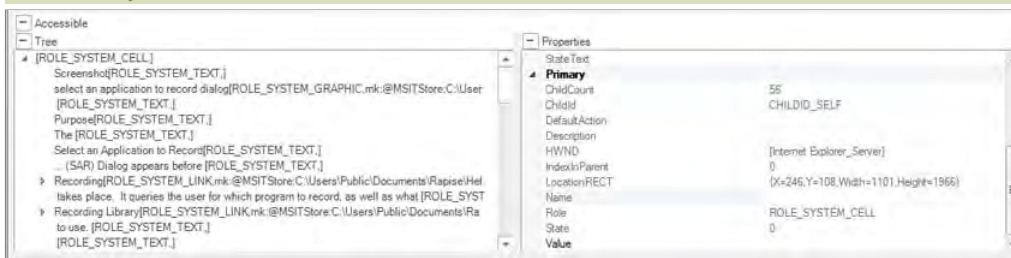 Accessible
Tree
[ROLE_SYSTEM_CELL,]
Screenshot[ROLE_SYSTEM_TEXT,]
select an application to record dialog[ROLE_SYSTEM_GRAPHIC,mk:@MSITStore:C:\User
[ROLE_SYSTEM_TEXT,]
Purpose[ROLE_SYSTEM_TEXT,]
The [ROLE_SYSTEM_TEXT,]
Select an Application to Record[ROLE_SYSTEM_TEXT,]
... (SAR) Dialog appears before [ROLE_SYSTEM_TEXT,]
Recording[ROLE_SYSTEM_LINK,mk:@MSITStore:C:\Users\Public\Documents\Rapise\Hel
takes place. It queries the user for which program to record, as well as what [ROLE_SYST
Recording Library[ROLE_SYSTEM_LINK,mk:@MSITStore:C:\Users\Public\Documents\Ra
to use. [ROLE_SYSTEM_TEXT,]
[ROLE_SYSTEM_TEXT,]
Properties
StateText
Primary
ChildCount 55
ChildId CHILDID_SELF
DefaultAction
Description
HWND [Internet Explorer_Server]
IndexInParent 0
LocationRECT {X=246,Y=108,Width=1101,Height=1966}
Name
Role ROLE_SYSTEM_CELL
State 0
Value